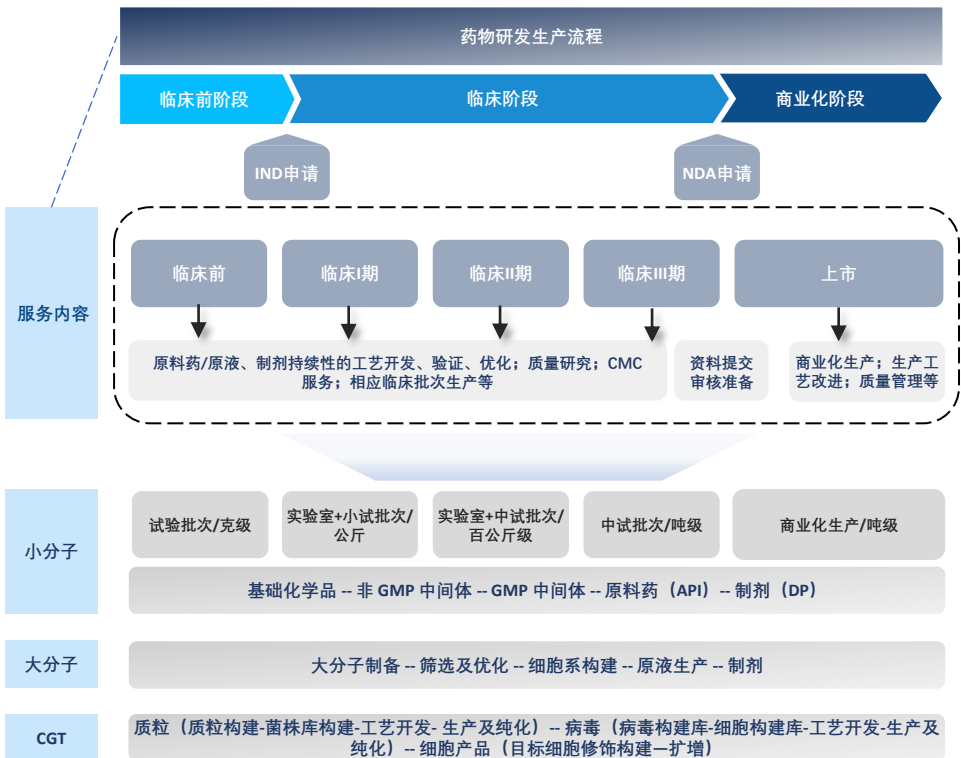 药物研发生产流程
临床前阶段
临床阶段
商业化阶段
IND申请
NDA申请
服务内容
临床前
临床I期
临床II期
临床III期
上市
原料药/原液、制剂持续性的工艺开发、验证、优化；质量研究；CMC
服务；相应临床批次生产等
资料提交
审核准备
商业化生产；生产工
艺改进；质量管理等
小分子
试验批次/克级
实验室+小试批次/
公斤
实验室+中试批次/
百公斤级
中试批次/吨级
商业化生产/吨级
基础化学品 -- 非 GMP 中间体 -- GMP 中间体 -- 原料药（API）-- 制剂（DP）
大分子
大分子制备 -- 筛选及优化 -- 细胞系构建 -- 原液生产 -- 制剂
CGT
质粒（质粒构建-菌株库构建-工艺开发- 生产及纯化）-- 病毒（病毒构建库-细胞构建库-工艺开发-生产及
纯化）-- 细胞产品（目标细胞修饰构建—扩增）